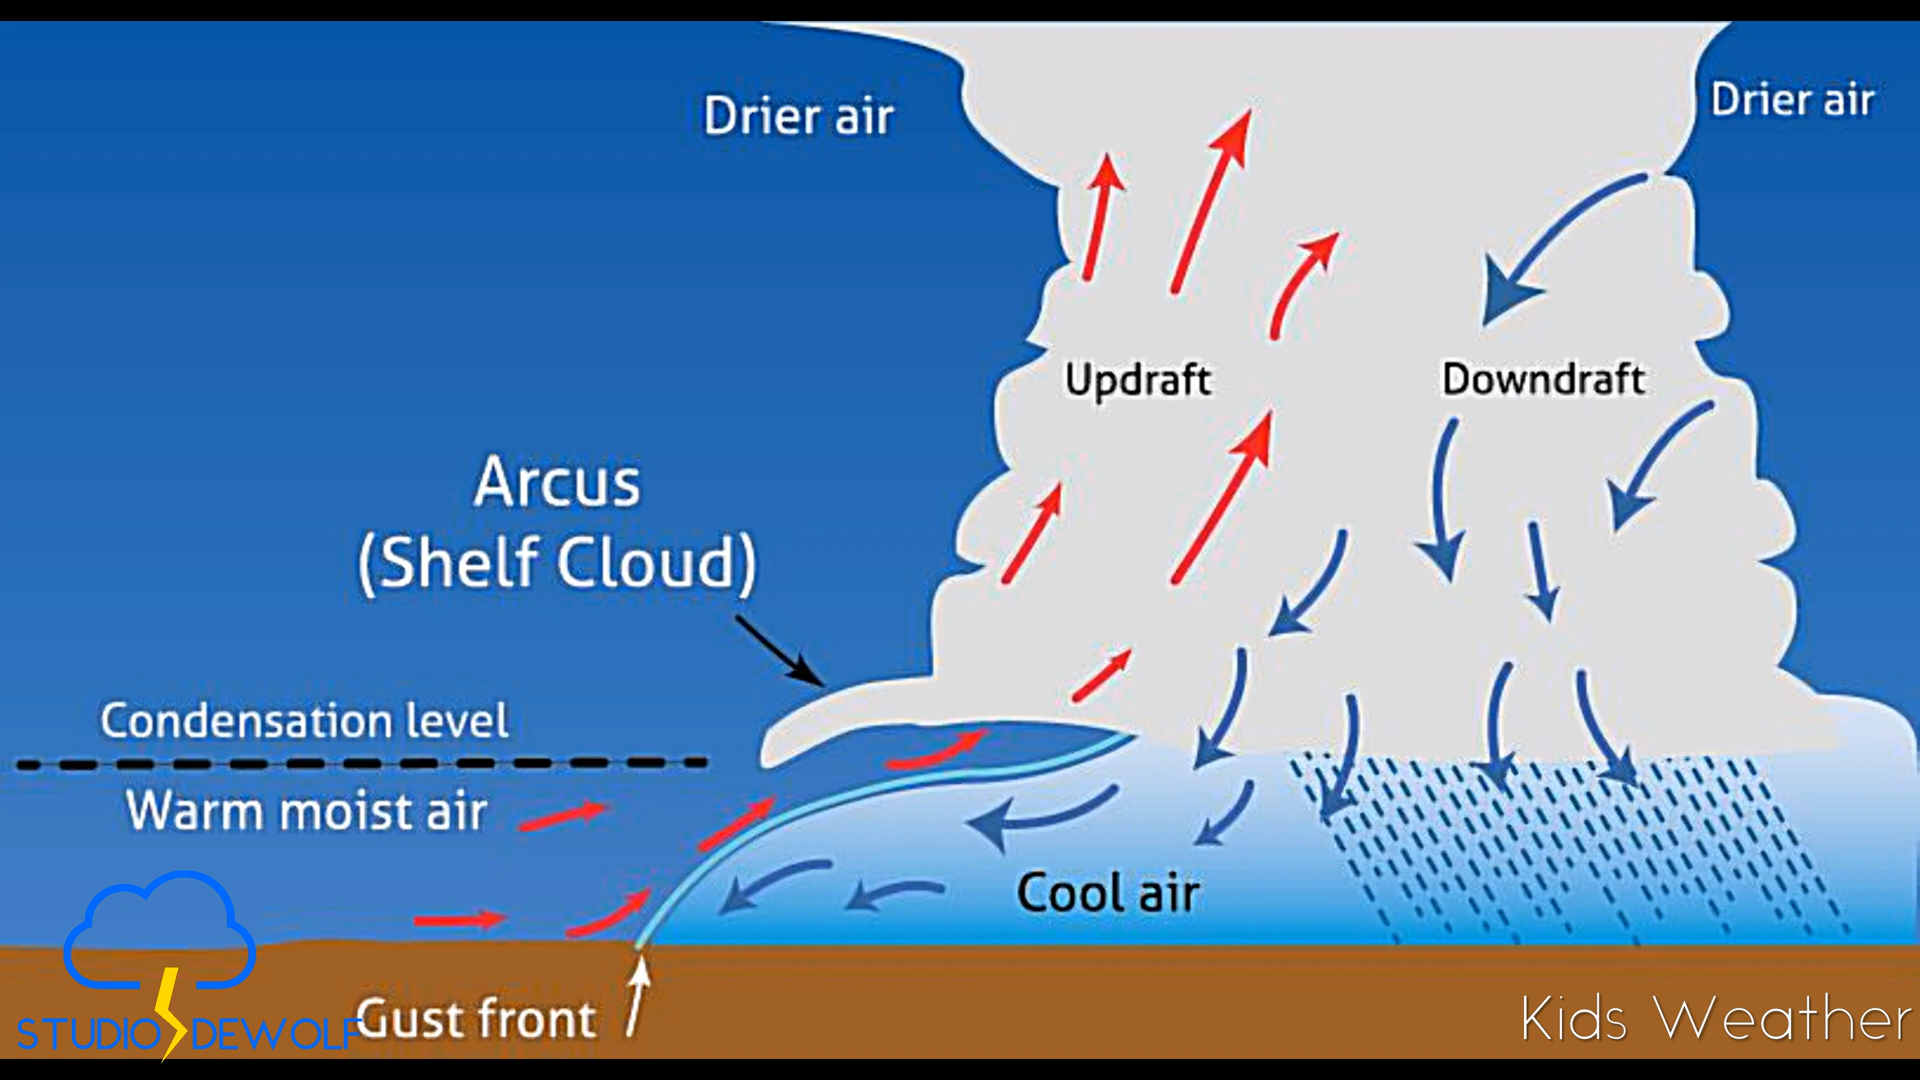 Drier air
Drier air
Updraft
Downdraft
Arcus
(Shelf Cloud)
Condensation level
Warm moist air
Cool air
Gust front
STUDIO DEWOLF
Kids Weather